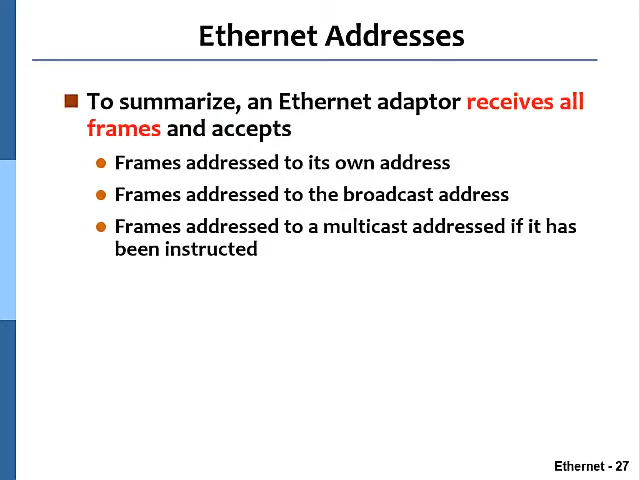 Ethernet Addresses
To summarize, an Ethernet adaptor receives all
frames and accepts
Frames addressed to its own address
Frames addressed to the broadcast address
Frames addressed to a multicast addressed if it has
been instructed
Ethernet - 27